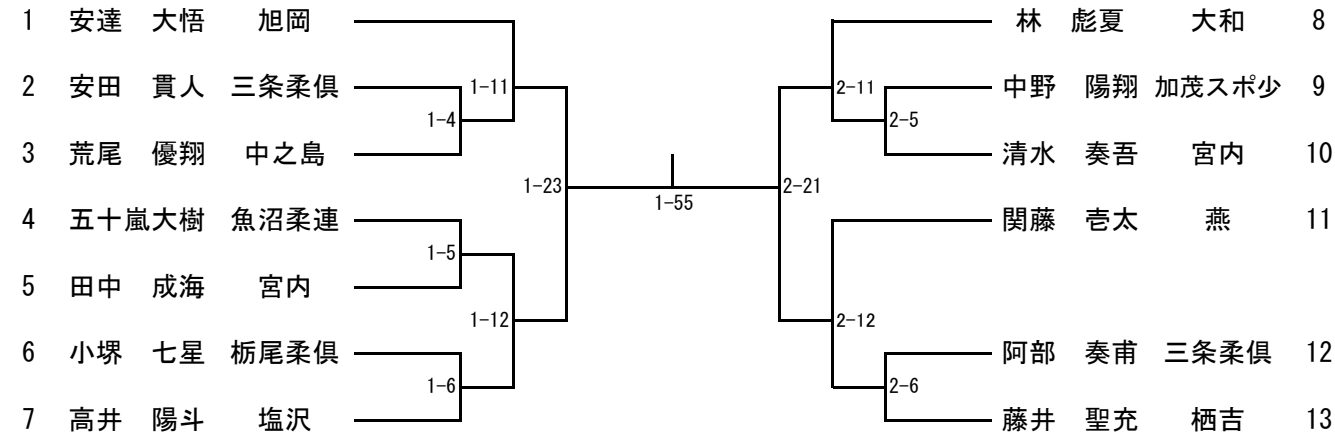 1 安達 大悟 旭岡
2 安田 貫人 三条柔倶
3 荒尾 優翔 中之島
4 五十嵐大樹 魚沼柔連
5 田中 成海 宮内
6 小堺 七星 栃尾柔倶
7 高井 陽斗 塩沢
1-11
1-4
1-23
1-5
1-12
1-6
1-55
2-11
2-5
2-21
2-12
2-6
林 彪夏 大和 8
中野 陽翔 加茂スポ少 9
清水 奏吾 宮内 10
関藤 壱太 燕 11
阿部 奏甫 三条柔倶 12
藤井 聖充 栖吉 13